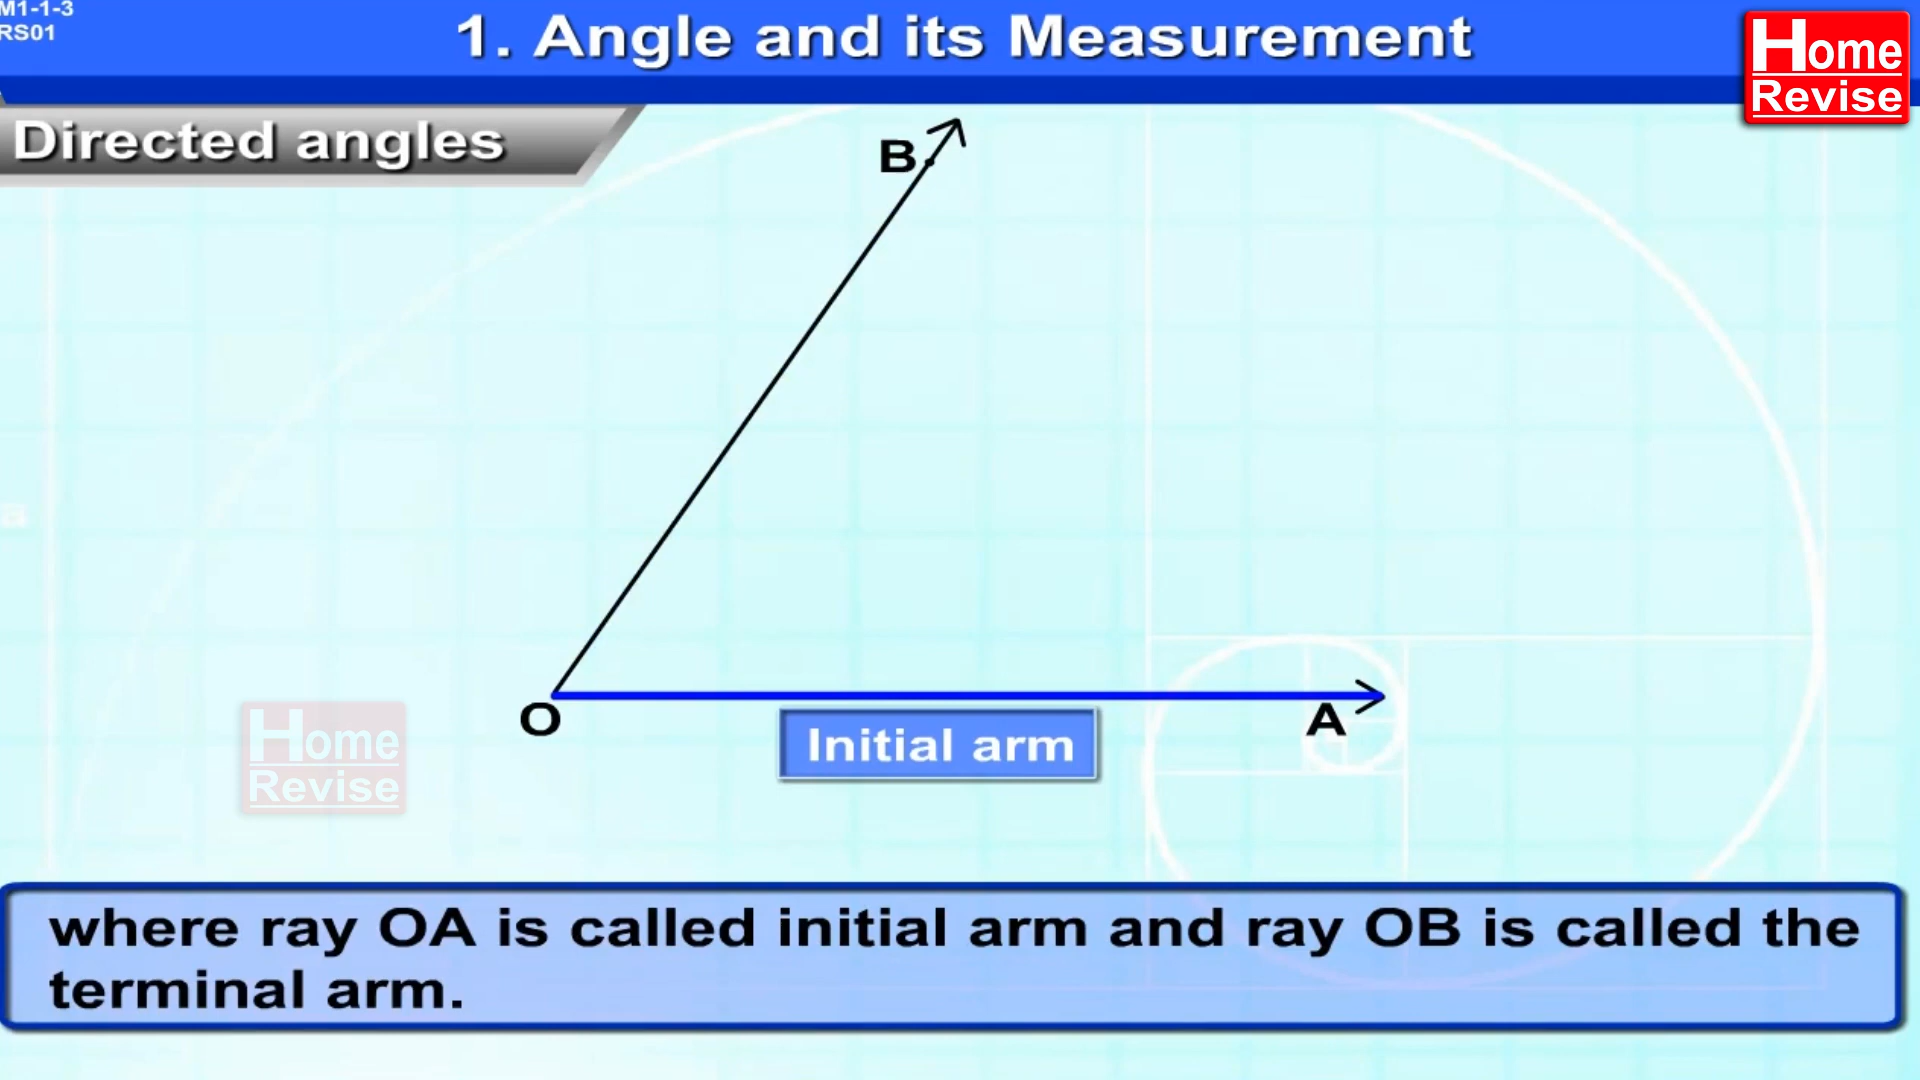 M1-1-3
RS01
1. Angle and its Measurement
Home
Revise
Directed angles
B
a
O
A
Initial arm
Home
Revise
where ray OA is called initial arm and ray OB is called the
terminal arm.